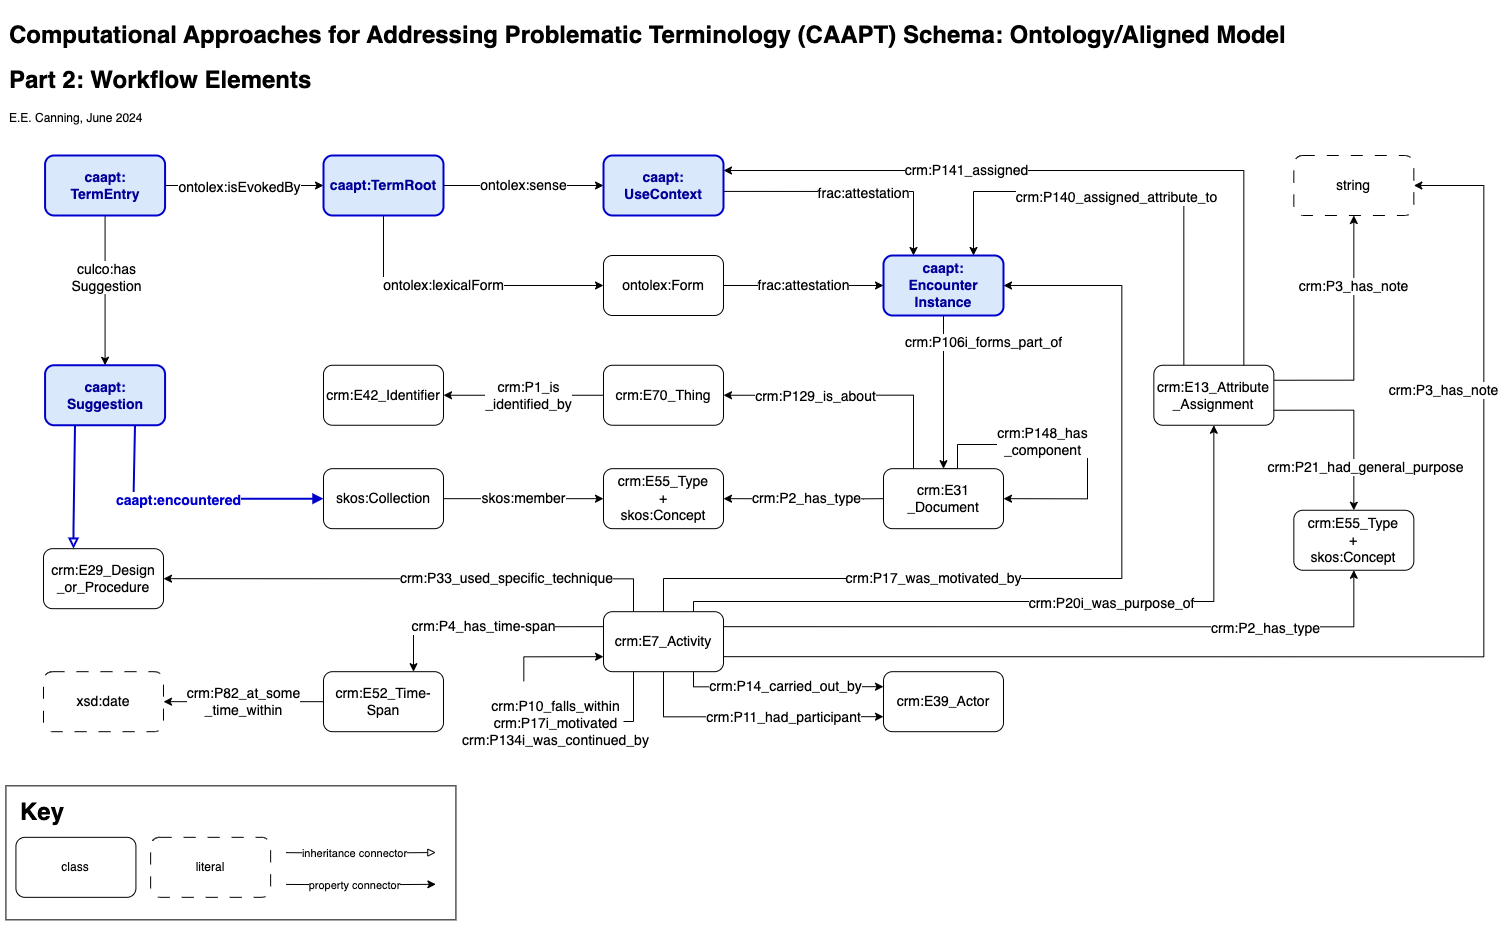 Computational Approaches for Addressing Problematic Terminology (CAAPT) Schema: Ontology/Aligned Model
Part 2: Workflow Elements
E.E. Canning, June 2024
caapt:
TermEntry
ontolex:isEvokedBy
caapt:TermRoot
ontolex:sense
caapt:
UseContext
crm:P141_assigned
frac:attestation
crm:P140_assigned_attribute_to
string
culco:has
Suggestion
ontolex:lexicalForm
ontolex:Form
frac:attestation
caapt:
Encounter
Instance
crm:P3_has_note
crm:P106i_forms_part_of
caapt:
Suggestion
crm:E42_Identifier
crm:P1_is
_identified_by
crm:E70_Thing
crm:P129_is_about
crm:E13_Attribute
_Assignment
crm:P3_has_note
crm:P148_has
_component
crm:P21_had_general_purpose
caapt:encountered
skos:Collection
skos:member
crm:E55_Type
+
skos:Concept
crm:P2_has_type
crm:E31
_Document
crm:E55_Type
+
skos:Concept
crm:E29_Design
_or_Procedure
crm:P33_used_specific_technique
crm:P17_was_motivated_by
crm:P20i_was_purpose_of
crm:P4_has_time-span
crm:E7_Activity
crm:P2_has_type
xsd:date
crm:P82_at_some
_time_within
crm:E52_Time-
Span
crm:P10_falls_within
crm:P17i_motivated
crm:P134i_was_continued_by
crm:P14_carried_out_by
crm:P11_had_participant
crm:E39_Actor
Key
class
literal
inheritance connector
property connector